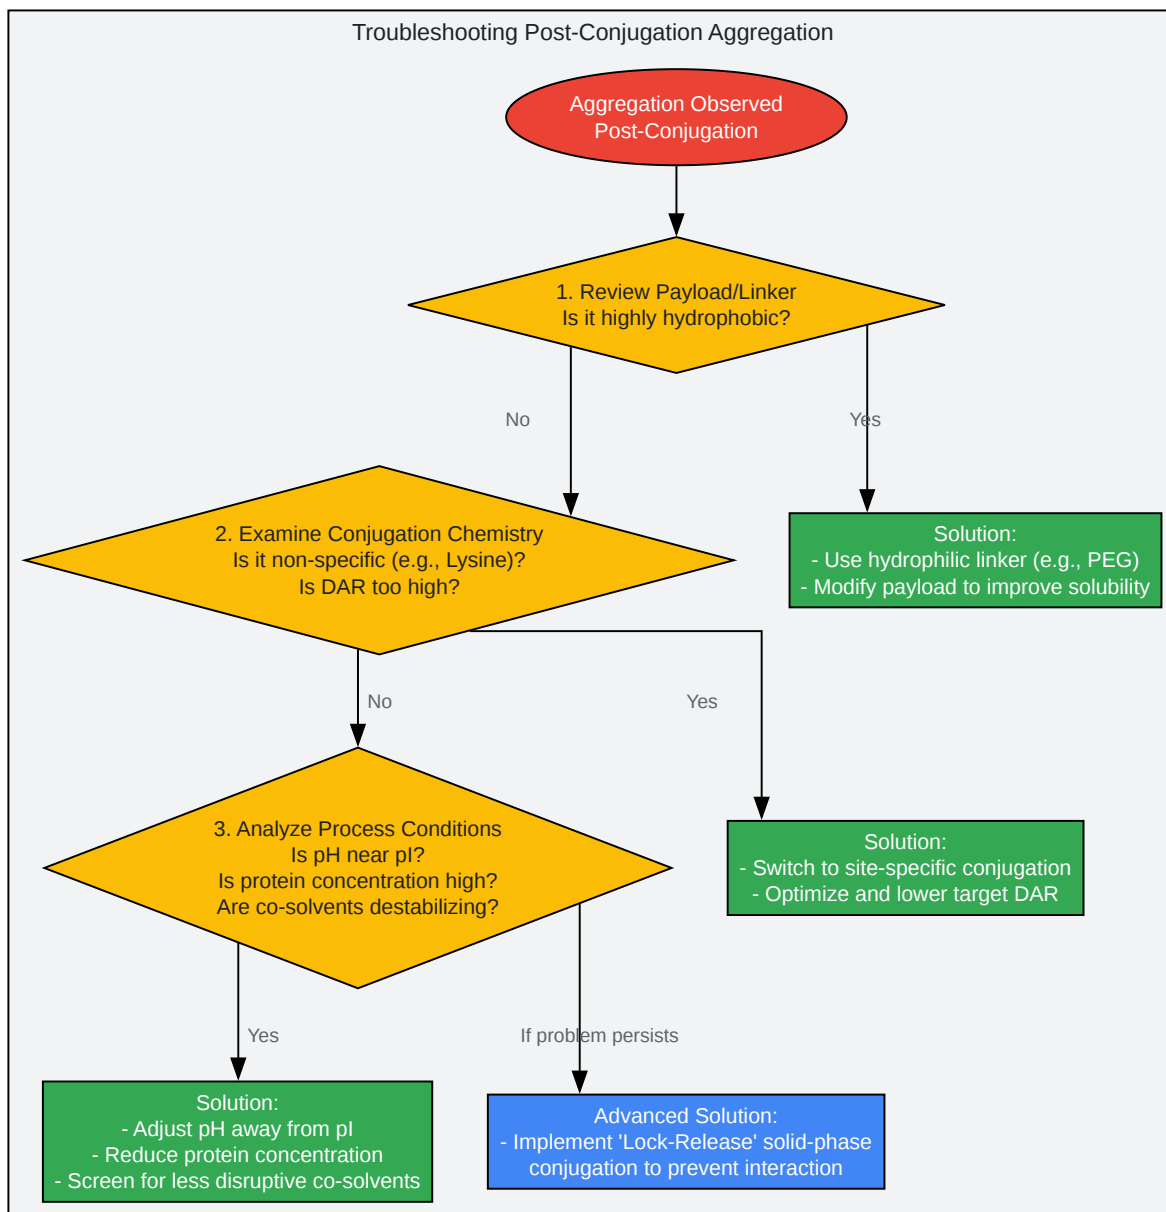 Troubleshooting Post-Conjugation Aggregation
Aggregation Observed
Post-Conjugation
1. Review Payload/Linker
Is it highly hydrophobic?
No
Yes
2. Examine Conjugation Chemistry
Is it non-specific (e.g., Lysine)?
Is DAR too high?
Solution:
- Use hydrophilic linker (e.g., PEG)
- Modify payload to improve solubility
No
Yes
3. Analyze Process Conditions
Is pH near pI?
Is protein concentration high?
Are co-solvents destabilizing?
Solution:
- Switch to site-specific conjugation
- Optimize and lower target DAR
Yes
If problem persists
Solution:
- Adjust pH away from pI
- Reduce protein concentration
- Screen for less disruptive co-solvents
Advanced Solution:
- Implement 'Lock-Release' solid-phase
conjugation to prevent interaction